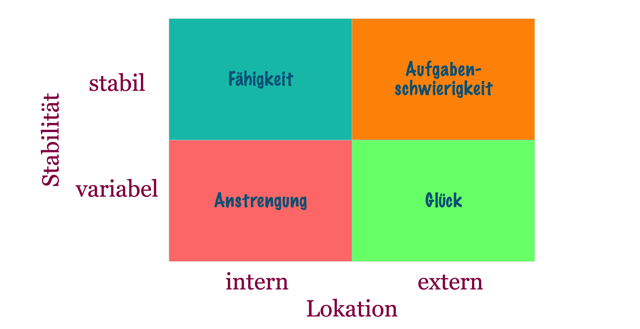 Stabilität
stabil
Fähigkeit
Aufgaben-
schwierigkeit
variabel
Anstrengung
Glück
intern
extern
Lokation